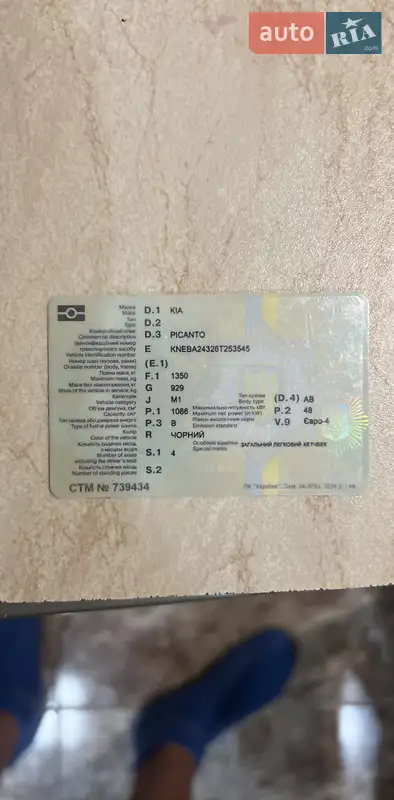 auto RIA .com
Марка
Make D.1 KIA
Тип
Type D.2
Комерційний опис
Commercial description D.3 PICANTO
Ідентифікаційний номер
транспортного засобу E KNEBA24326T253545
Vehicle identification number
Номер шасі (кузова, рами) (E.1)
Chassis number (body, frame)
Повна маса, кг F.1 1350
Maximum mass, kg
Маса без навантаження, кг G 929
Mass of the vehicle in service, kg
Категорія J M1 Тип кузова (D.4) АВ
Vehicle category Body type
Об'єм двигуна, см³ P.1 1086 Максимальна потужність, кВт P.2 48
Capacity, cm³ Maximum net power (in kW)
Тип палива або джерело енергії P.3 B V.9 Євро-4
Type of fuel or power source Emission standard
Колір R ЧОРНИЙ
Color of the vehicle
Особливі відмітки ЗАГАЛЬНИЙ ЛЕГКОВИЙ ХЕТЧБЕК
Special marks
Кількість сидячих місць
з місцем водія S.1 4
Number of seats
including the driver's seat
Кількість стоячих місць S.2
Number of standing places
СТМ № 739434